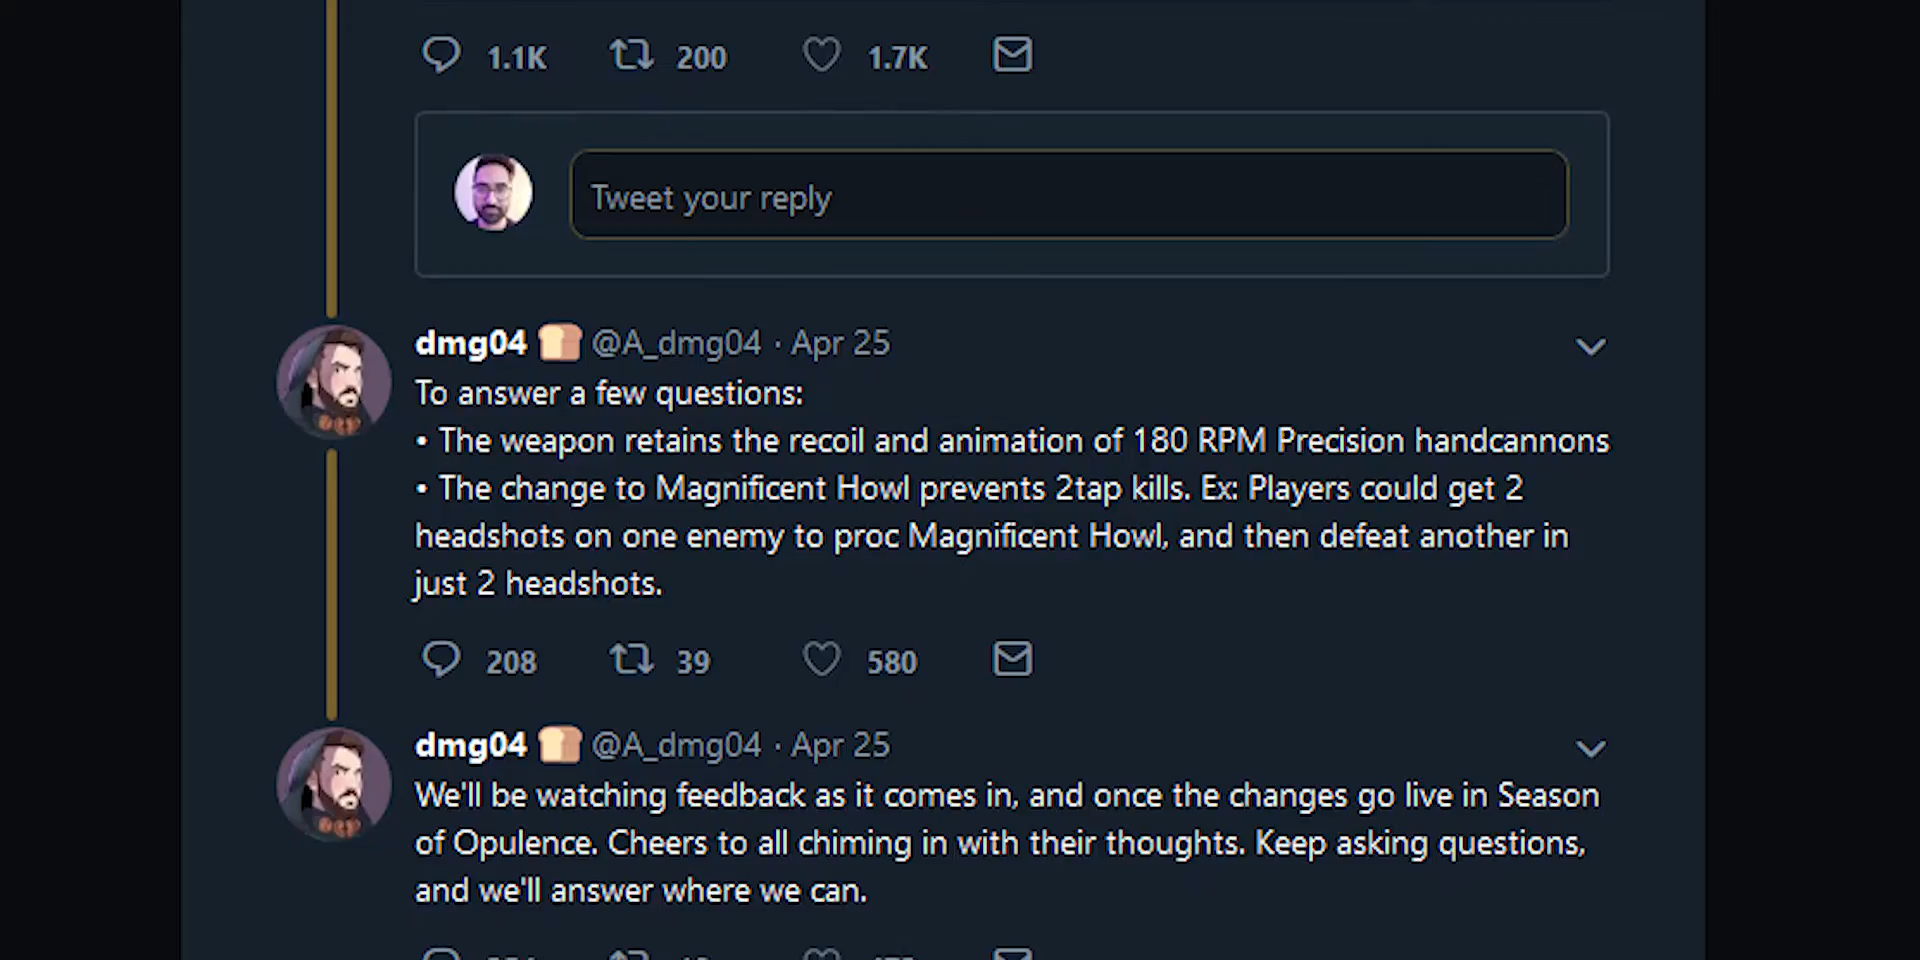 1.1K 200 1.7K
Tweet your reply
dmg04 🍞 @A_dmg04 · Apr 25
To answer a few questions:
• The weapon retains the recoil and animation of 180 RPM Precision handcannons
• The change to Magnificent Howl prevents 2tap kills. Ex: Players could get 2
headshots on one enemy to proc Magnificent Howl, and then defeat another in
just 2 headshots.
208 39 580
dmg04 🍞 @A_dmg04 · Apr 25
We'll be watching feedback as it comes in, and once the changes go live in Season
of Opulence. Cheers to all chiming in with their thoughts. Keep asking questions,
and we'll answer where we can.